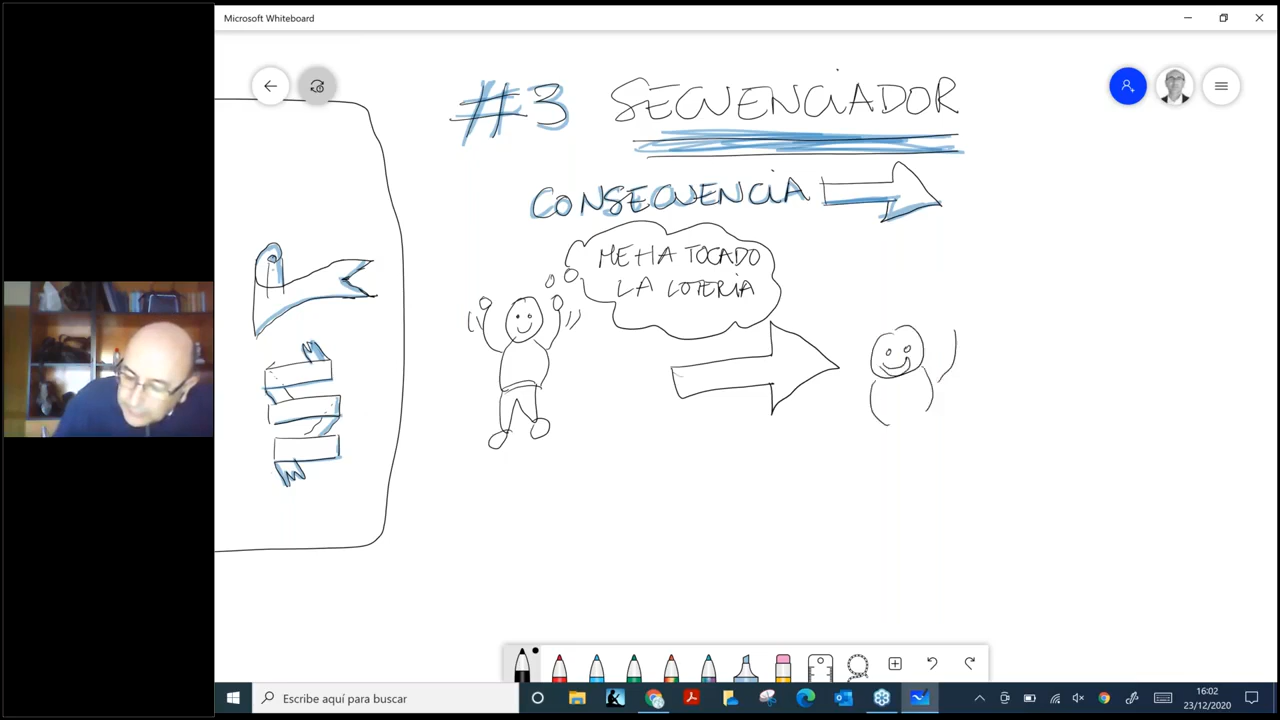 Microsoft Whiteboard
#3 SECUENCIADOR
CONSECUENCIA
ME HA TOCADO
LA LOTERIA
Escribe aquí para buscar
16:02
23/12/2020